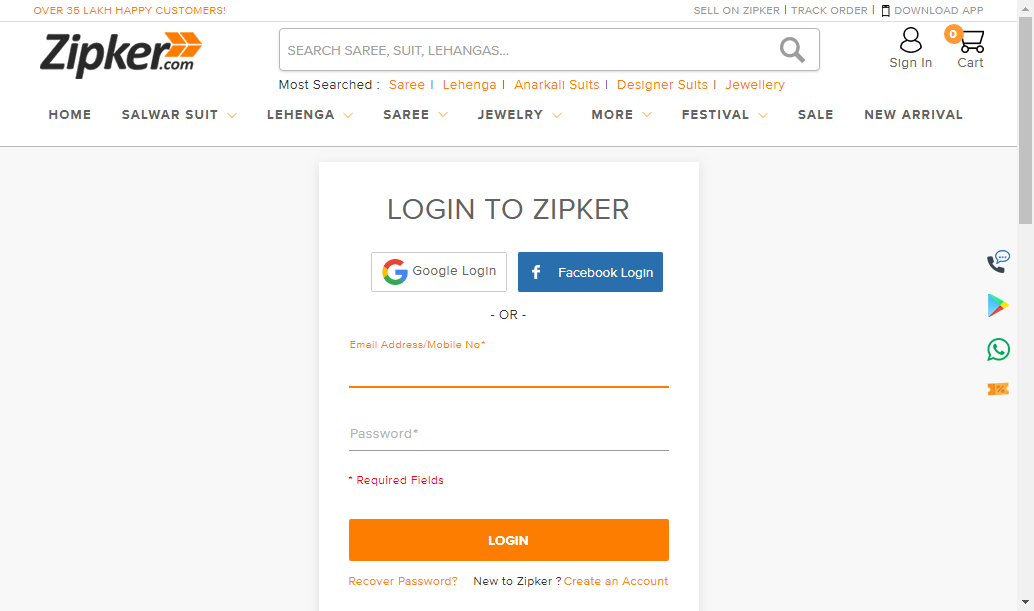 OVER 35 LAKH HAPPY CUSTOMERS!
SELL ON ZIPKER | TRACK ORDER | DOWNLOAD APP
Zipker.com
SEARCH SAREE, SUIT, LEHANGAS...
0
Sign In
Cart
Most Searched : Saree | Lehenga | Anarkali Suits | Designer Suits | Jewellery
HOME SALWAR SUIT LEHENGA SAREE JEWELRY MORE FESTIVAL SALE NEW ARRIVAL
LOGIN TO ZIPKER
Google Login
Facebook Login
- OR -
Email Address/Mobile No*
Password*
* Required Fields
LOGIN
Recover Password? New to Zipker ? Create an Account